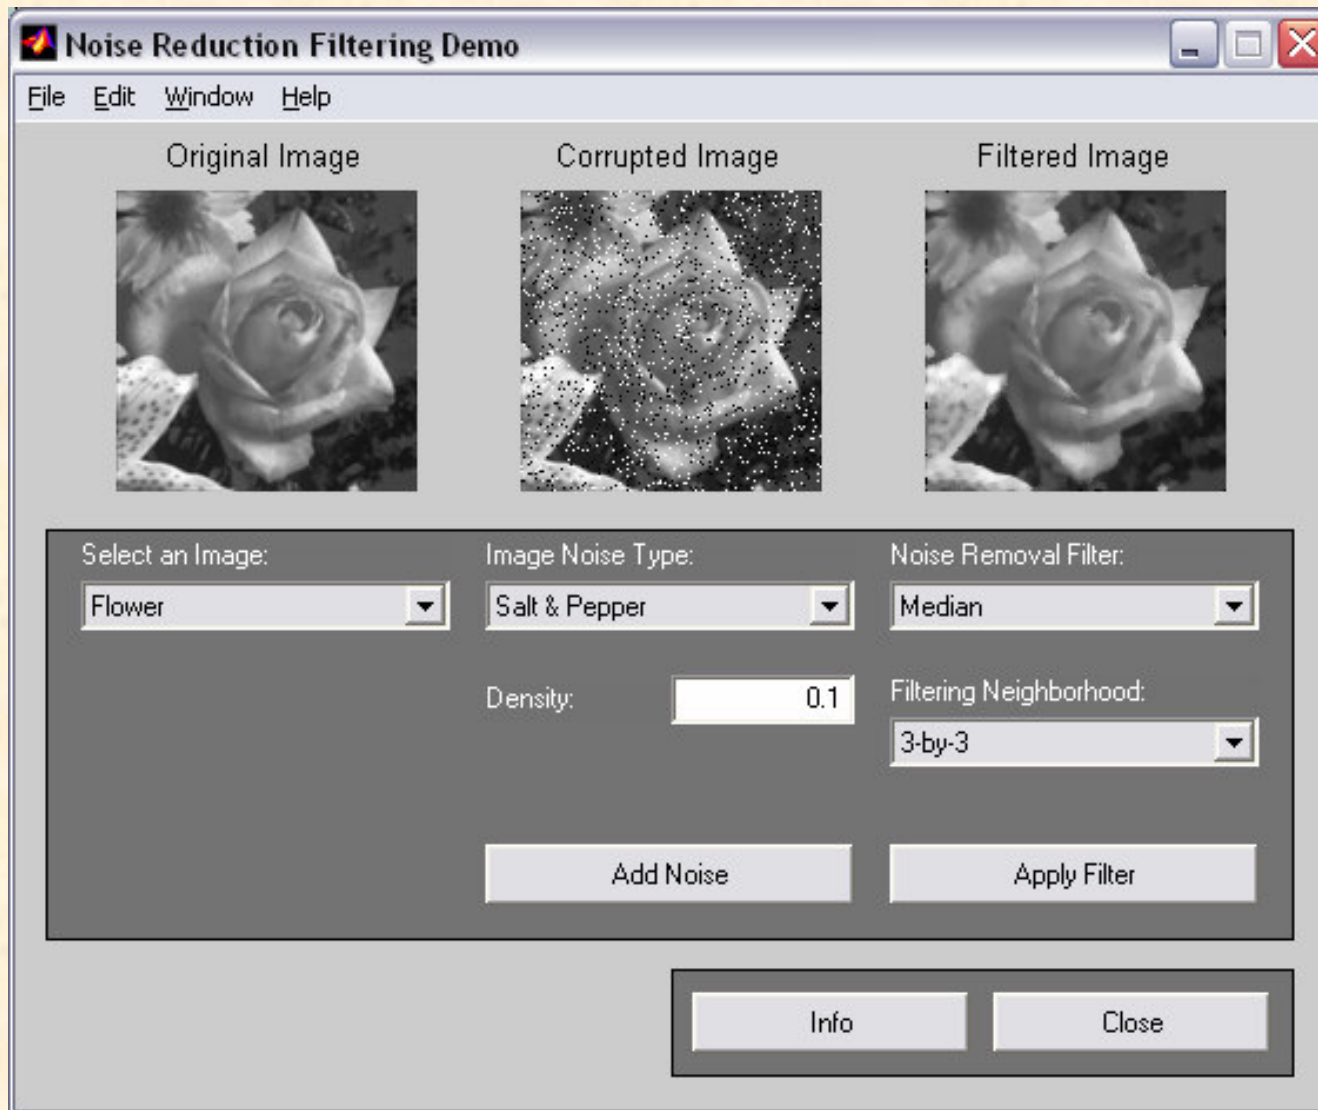 Noise Reduction Filtering Demo
File Edit Window Help
Original Image
Corrupted Image
Filtered Image
Select an Image:
Flower
Image Noise Type:
Salt & Pepper
Density:
0.1
Add Noise
Noise Removal Filter:
Median
Filtering Neighborhood:
3-by-3
Apply Filter
Info
Close